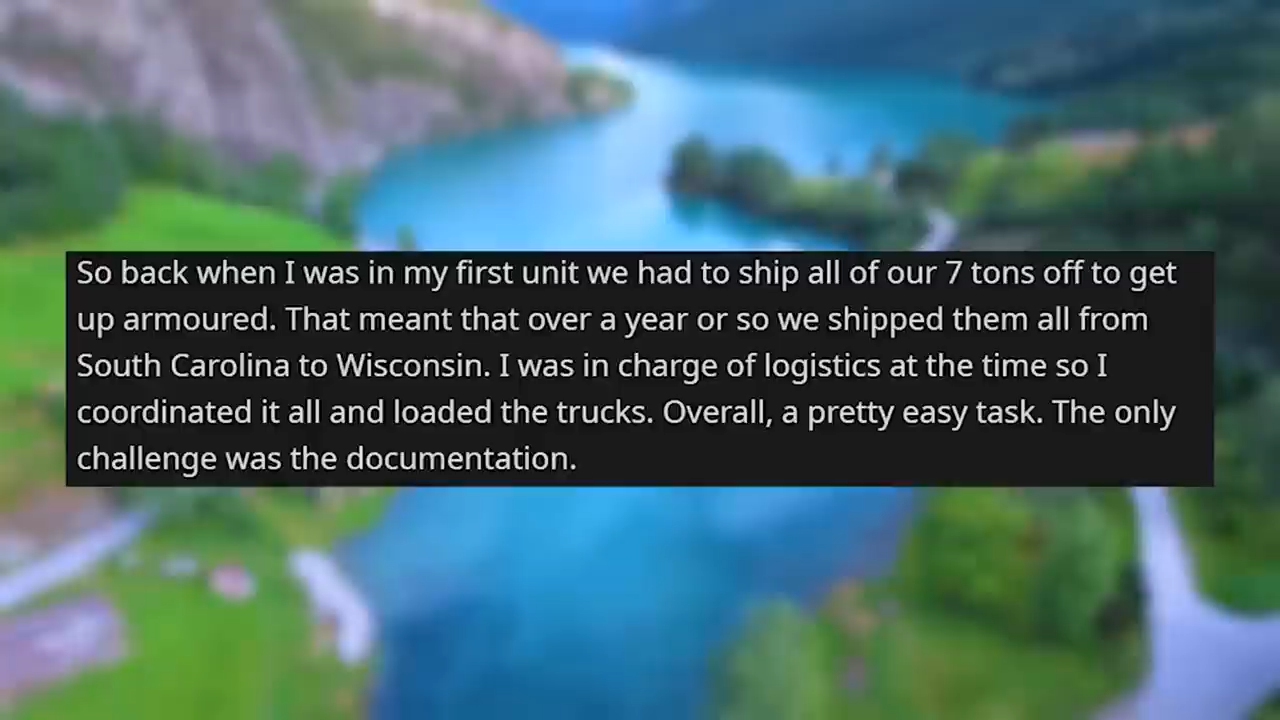 So back when I was in my first unit we had to ship all of our 7 tons off to get
up armoured. That meant that over a year or so we shipped them all from
South Carolina to Wisconsin. I was in charge of logistics at the time so I
coordinated it all and loaded the trucks. Overall, a pretty easy task. The only
challenge was the documentation.